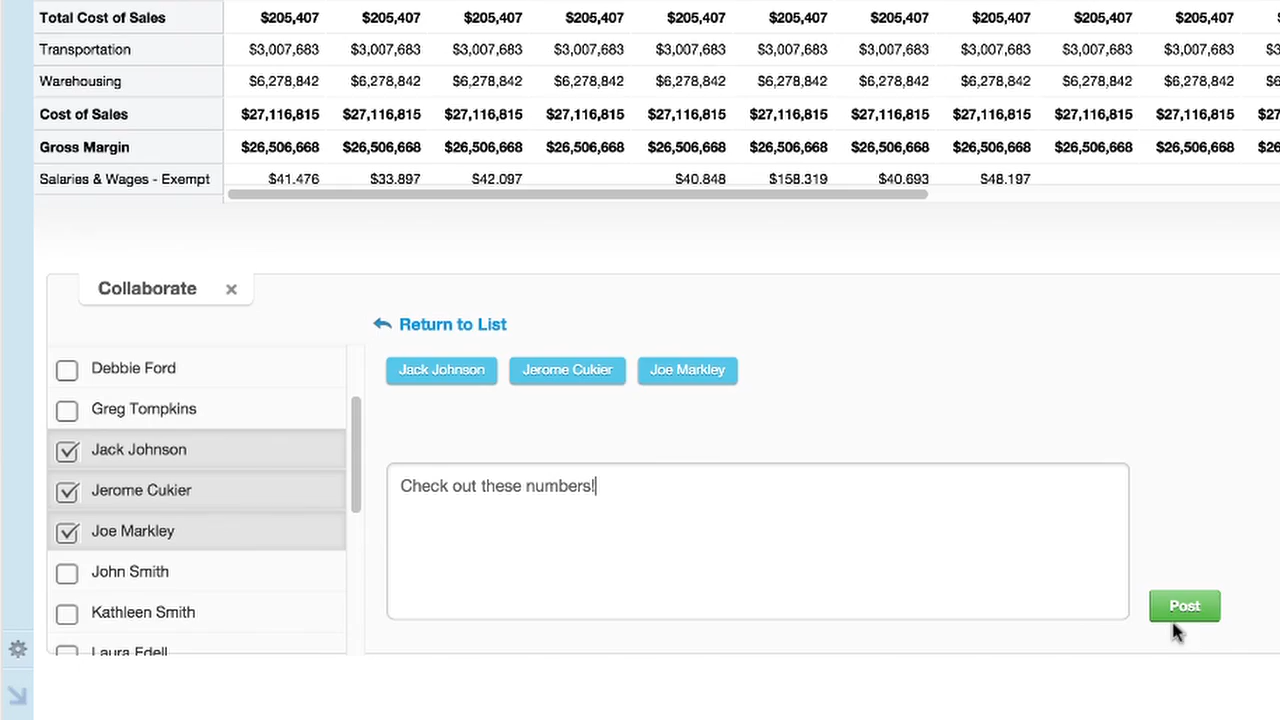 Total Cost of Sales $205,407 $205,407 $205,407 $205,407 $205,407 $205,407 $205,407 $205,407 $205,407 $205,407
Transportation $3,007,683 $3,007,683 $3,007,683 $3,007,683 $3,007,683 $3,007,683 $3,007,683 $3,007,683 $3,007,683 $3,007,683 $3
Warehousing $6,278,842 $6,278,842 $6,278,842 $6,278,842 $6,278,842 $6,278,842 $6,278,842 $6,278,842 $6,278,842 $6,278,842 $6
Cost of Sales $27,116,815 $27,116,815 $27,116,815 $27,116,815 $27,116,815 $27,116,815 $27,116,815 $27,116,815 $27,116,815 $27,116,815 $27
Gross Margin $26,506,668 $26,506,668 $26,506,668 $26,506,668 $26,506,668 $26,506,668 $26,506,668 $26,506,668 $26,506,668 $26,506,668 $26
Salaries & Wages - Exempt $41,476 $33,897 $42,097 $40,848 $158,319 $40,693 $48,197
Collaborate
Return to List
Jack Johnson Jerome Cukier Joe Markley
Debbie Ford
Greg Tompkins
Jack Johnson
Jerome Cukier
Joe Markley
John Smith
Kathleen Smith
Laura Edell
Check out these numbers!
Post